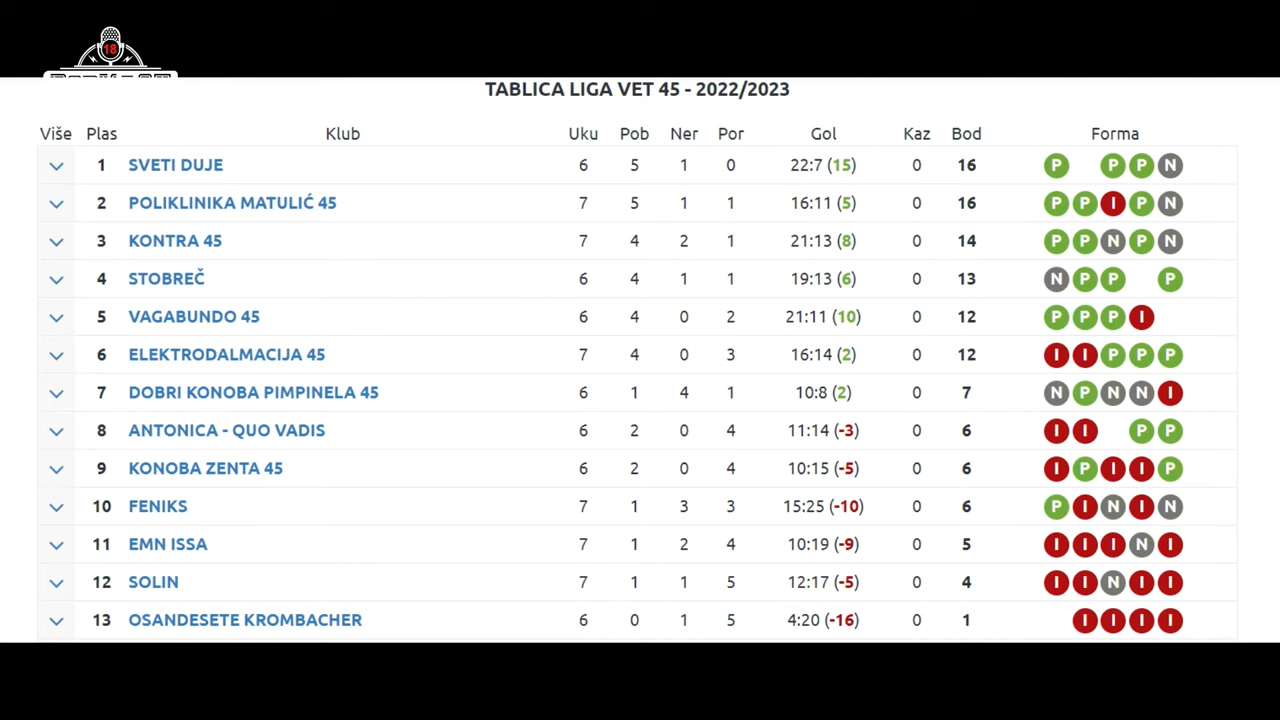 18
TABLICA LIGA VET 45 - 2022/2023
Više Plas Klub Uku Pob Ner Por Gol Kaz Bod Forma
1 SVETI DUJE 6 5 1 0 22:7 (15) 0 16 P P P N
2 POLIKLINIKA MATULIĆ 45 7 5 1 1 16:11 (5) 0 16 P P I P N
3 KONTRA 45 7 4 2 1 21:13 (8) 0 14 P P N P N
4 STOBREČ 6 4 1 1 19:13 (6) 0 13 N P P P
5 VAGABUNDO 45 6 4 0 2 21:11 (10) 0 12 P P P I
6 ELEKTRODALMACIJA 45 7 4 0 3 16:14 (2) 0 12 I I P P P
7 DOBRI KONOBA PIMPINELA 45 6 1 4 1 10:8 (2) 0 7 N P N N I
8 ANTONICA - QUO VADIS 6 2 0 4 11:14 (-3) 0 6 I I P P
9 KONOBA ZENTA 45 6 2 0 4 10:15 (-5) 0 6 I P I I P
10 FENIKS 7 1 3 3 15:25 (-10) 0 6 P I N I N
11 EMN ISSA 7 1 2 4 10:19 (-9) 0 5 I I I N I
12 SOLIN 7 1 1 5 12:17 (-5) 0 4 I I N I I
13 OSANDESETE KROMBACHER 6 0 1 5 4:20 (-16) 0 1 I I I I